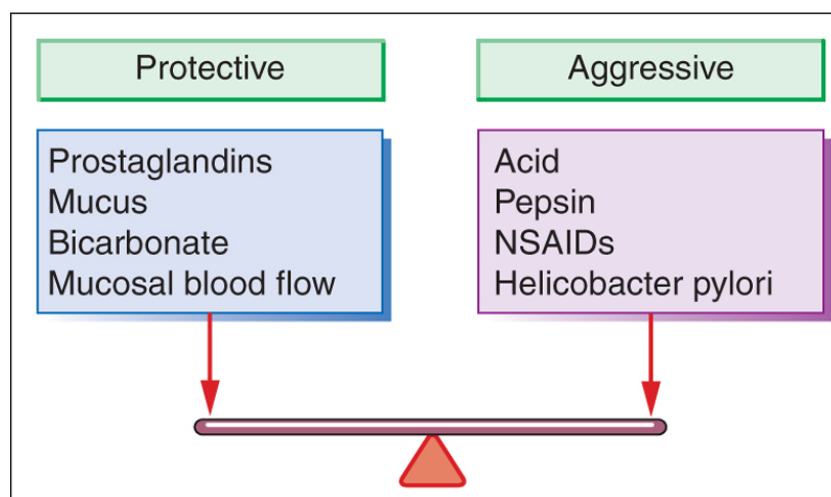 Protective
Prostaglandins
Mucus
Bicarbonate
Mucosal blood flow
Aggressive
Acid
Pepsin
NSAIDs
Helicobacter pylori